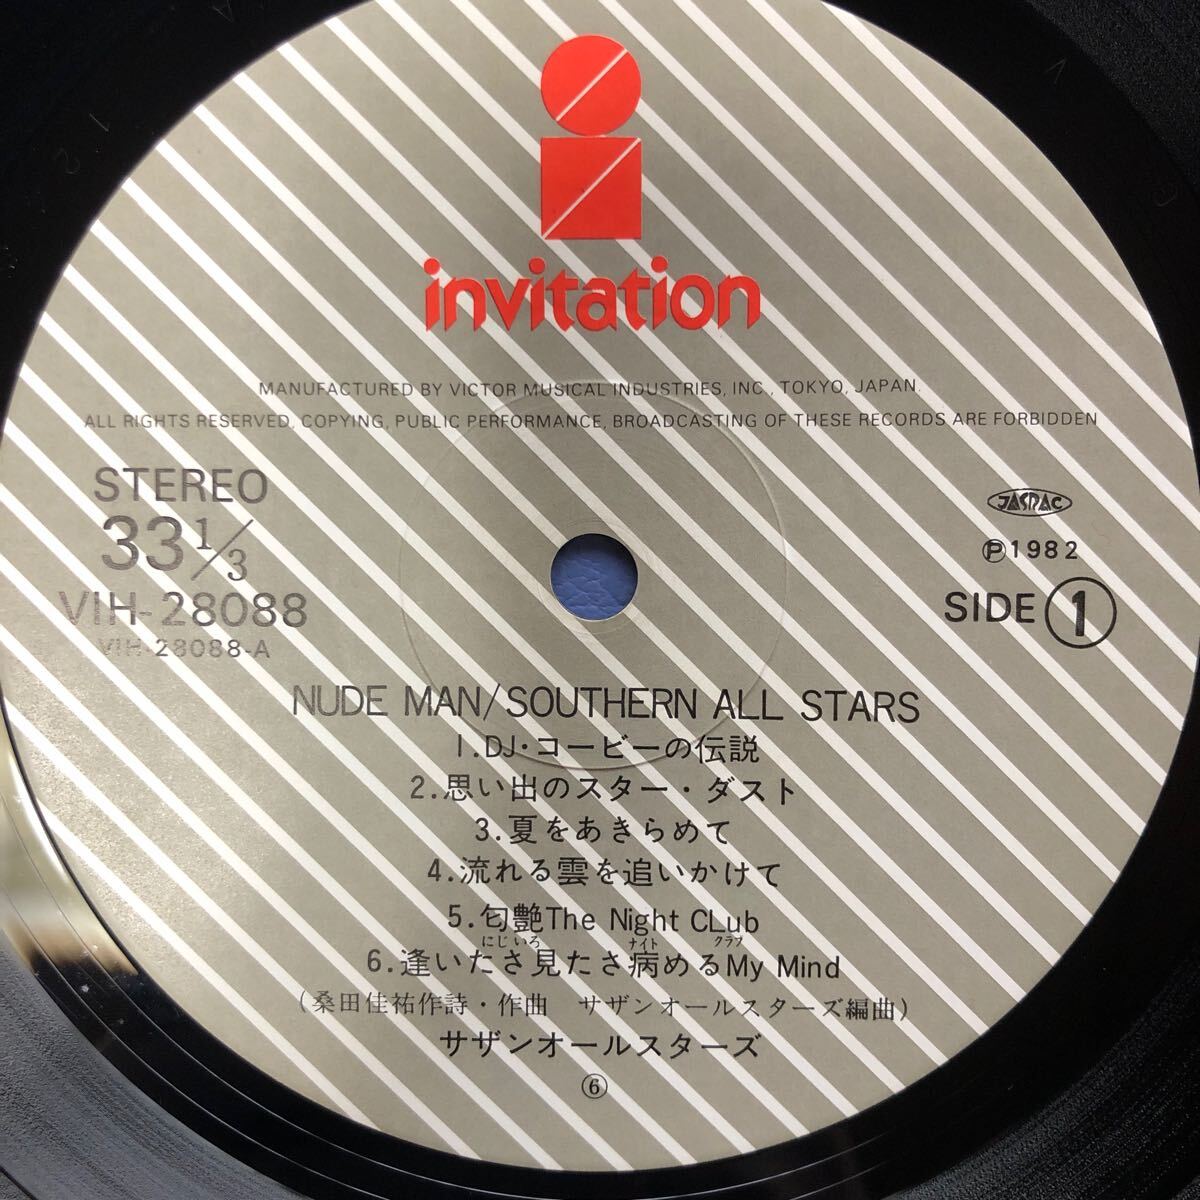 invitation
MANUFACTURED BY VICTOR MUSICAL INDUSTRIES, INC., TOKYO, JAPAN.
ALL RIGHTS RESERVED, COPYING, PUBLIC PERFORMANCE, BROADCASTING OF THESE RECORDS ARE FORBIDDEN
STEREO
33 1/3
VIH-28088
VIH-28088-A
JASRAC
Ⓟ1982
SIDE ①
NUDE MAN/SOUTHERN ALL STARS
1.DJ・コービーの伝説
2.思い出のスター・ダスト
3.夏をあきらめて
4.流れる雲を追いかけて
5.匂艶The Night CLub
にじいろ ナイト クラブ
6.逢いたさ見たさ病めるMy Mind
(桑田佳祐作詩・作曲 サザンオールスターズ編曲)
サザンオールスターズ
⑥